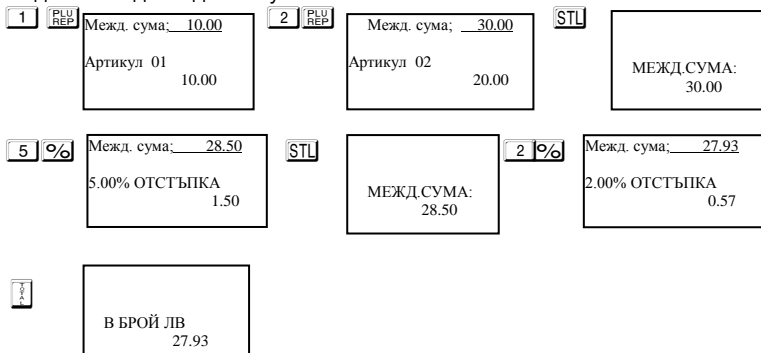 1 PLU REP Межд. сума; 10.00 2 PLU REP Межд. сума; 30.00 STL
Артикул 01 Артикул 02 МЕЖД.СУМА:
10.00 20.00 30.00
5 % Межд. сума; 28.50 STL 2 % Межд. сума; 27.93
5.00% ОТСТЪПКА МЕЖД.СУМА: 2.00% ОТСТЪПКА
1.50 28.50 0.57
TOTAL
В БРОЙ ЛВ
27.93